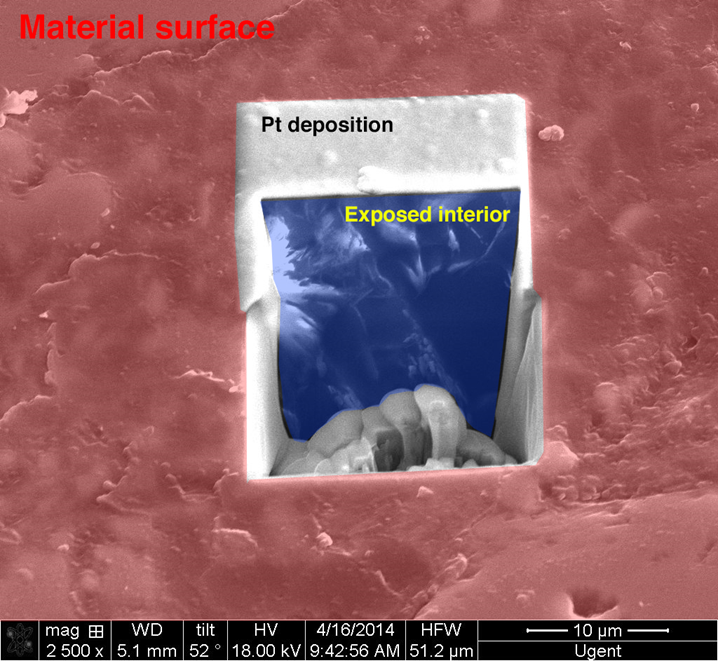 Material surface
Pt deposition
Exposed interior
mag WD tilt HV 4/16/2014 HFW 10 µm
2 500 x 5.1 mm 52 ° 18.00 kV 9:42:56 AM 51.2 µm Ugent